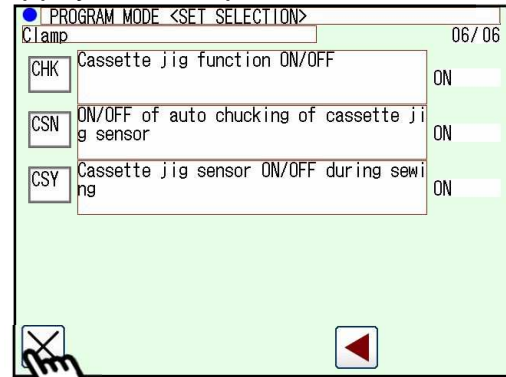 PROGRAM MODE <SET SELECTION>
Clamp
06/06
CHK
Cassette jig function ON/OFF
ON
CSN
ON/OFF of auto chucking of cassette ji
g sensor
ON
CSY
Cassette jig sensor ON/OFF during sewi
ng
ON